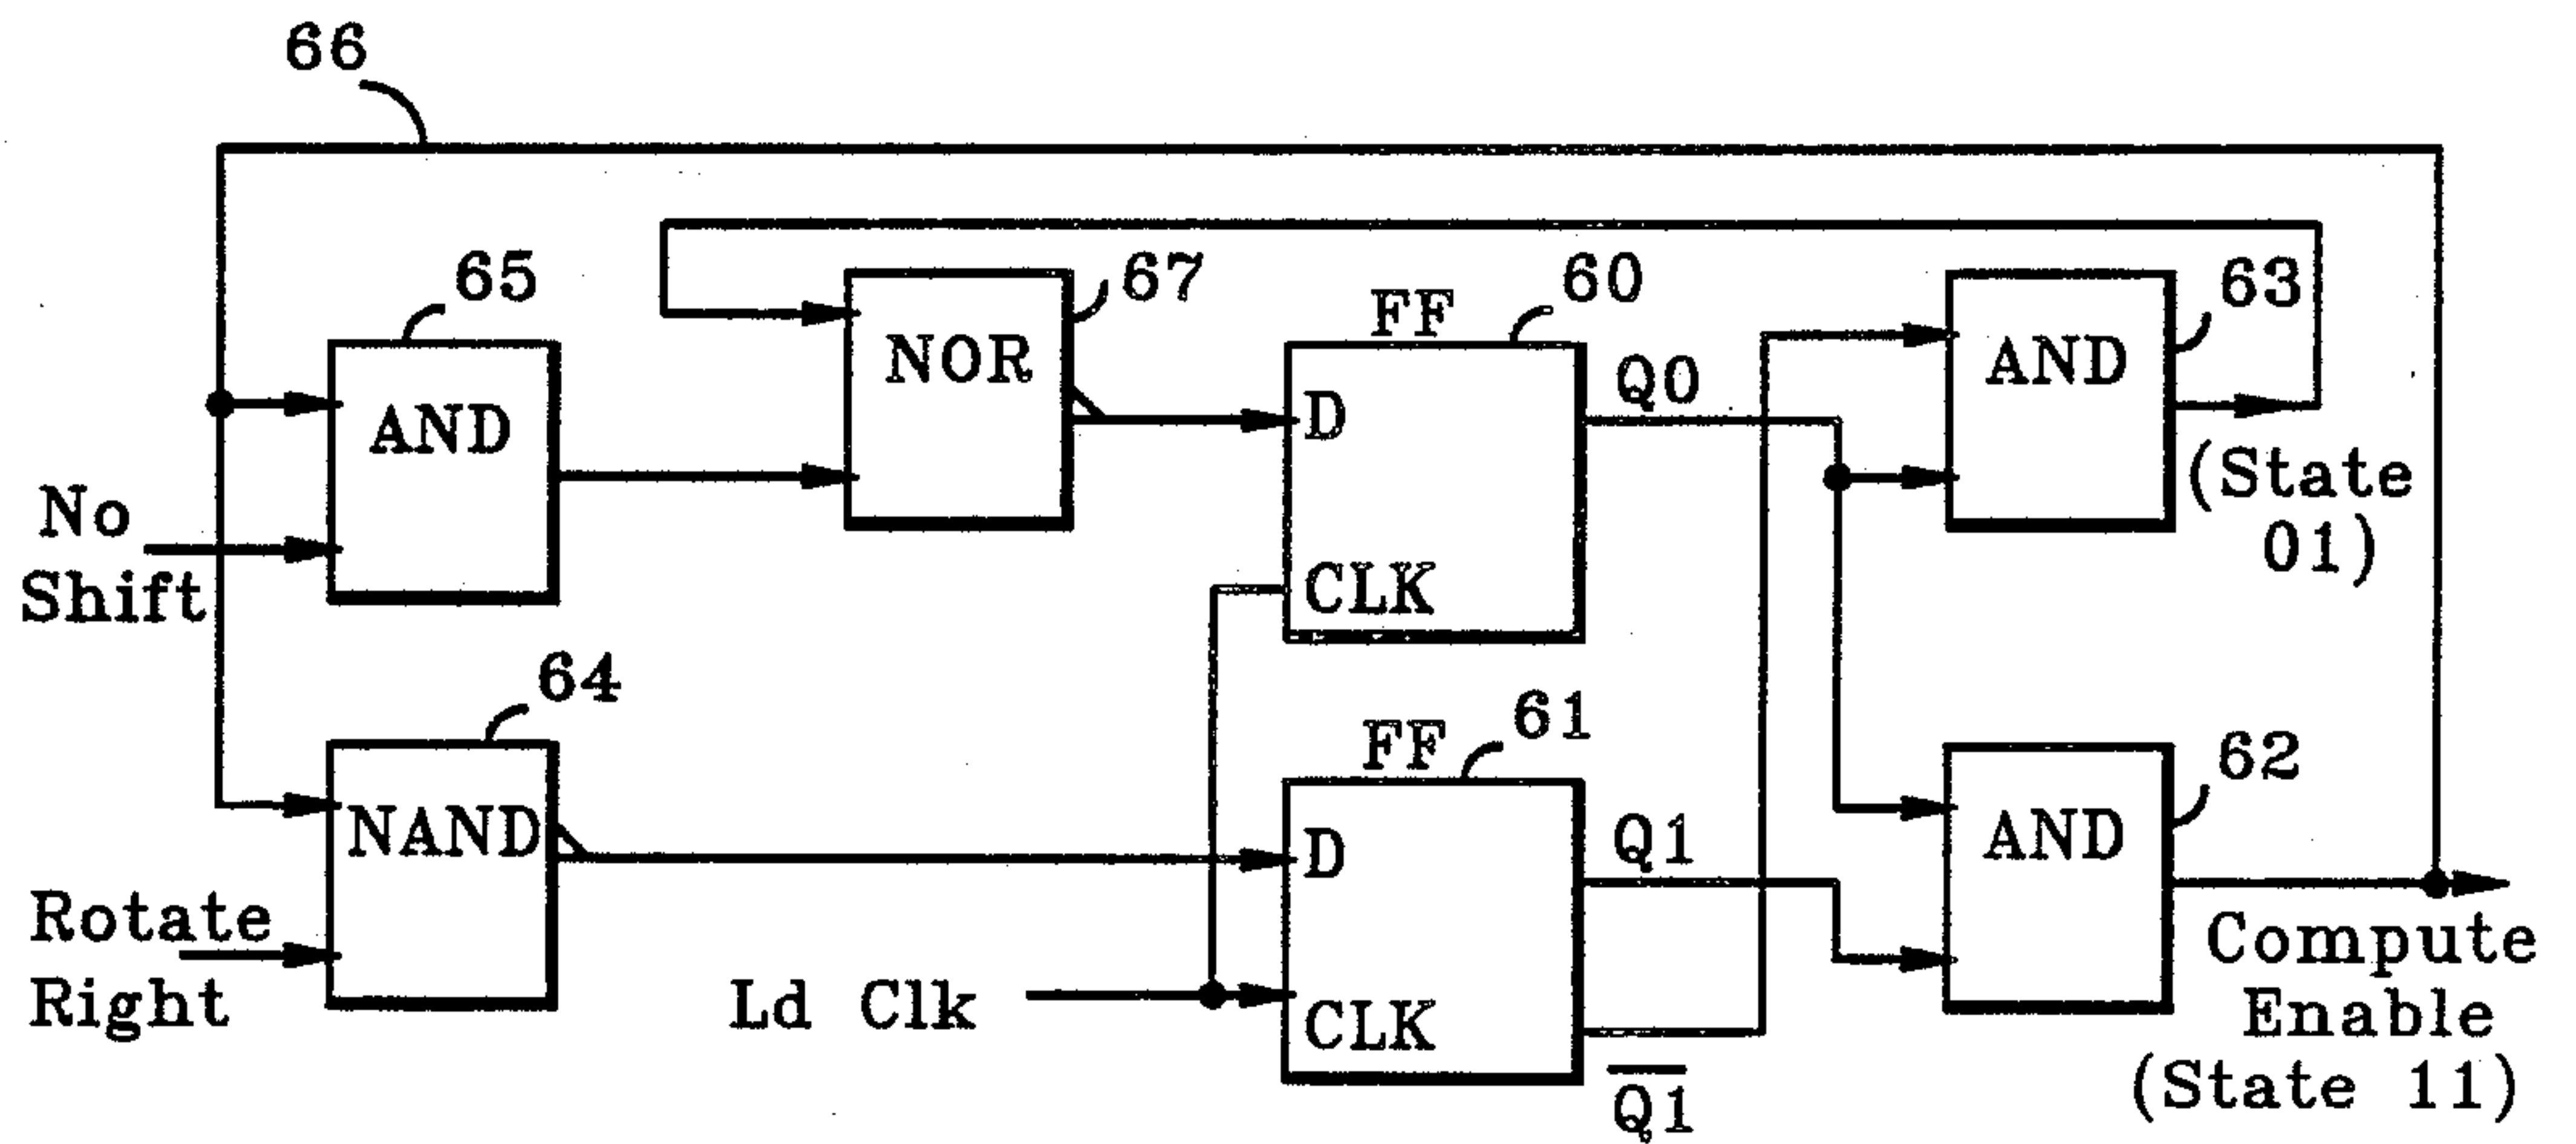 66
65
67
FF
60
63
AND
NOR
D
CLK
Q0
AND
(State
01)
No
Shift
64
NAND
FF
61
D
CLK
Q1
Q1
62
AND
Rotate
Right
Ld Clk
Compute
Enable
(State 11)